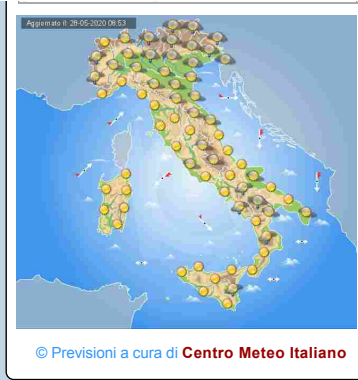 Aggiornato il: 28-05-2020 08:53
© Previsioni a cura di Centro Meteo Italiano